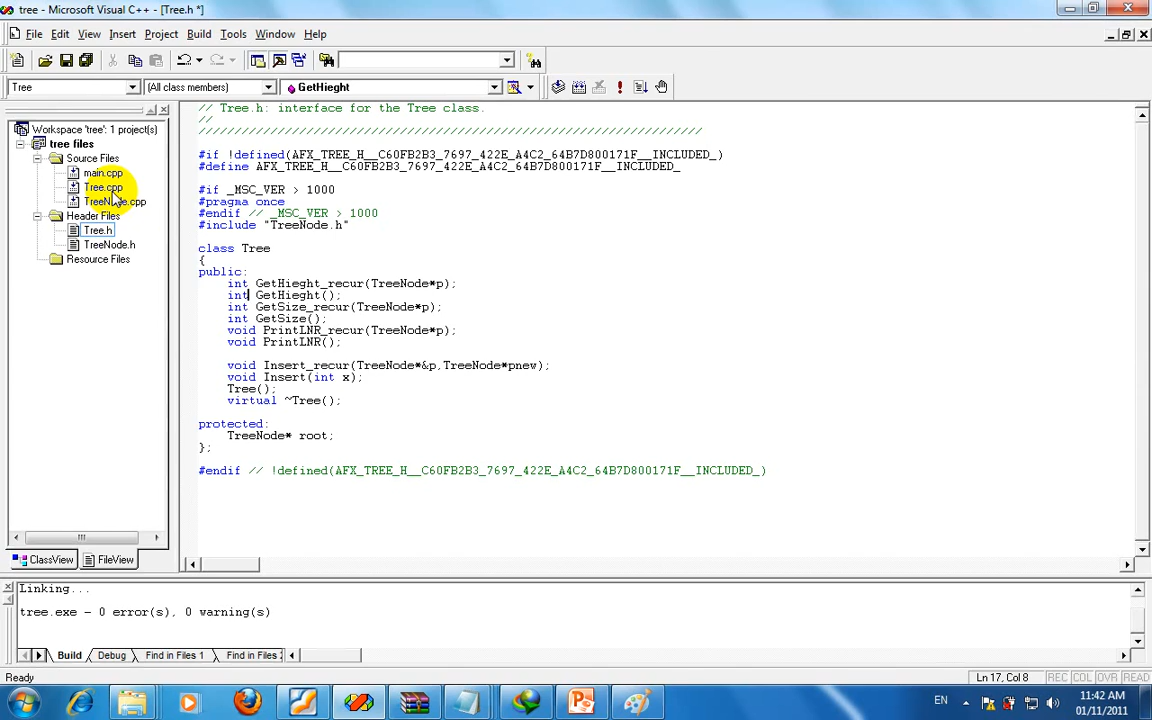 tree - Microsoft Visual C++ - [Tree.h *]
File Edit View Insert Project Build Tools Window Help
Tree (All class members) GetHieght
Workspace 'tree': 1 project(s)
tree files
Source Files
main.cpp
Tree.cpp
TreeNode.cpp
Header Files
Tree.h
TreeNode.h
Resource Files
ClassView FileView
// Tree.h: interface for the Tree class.
//
//////////////////////////////////////////////////////////////////////
#if !defined(AFX_TREE_H__C60FB2B3_7697_422E_A4C2_64B7D800171F__INCLUDED_)
#define AFX_TREE_H__C60FB2B3_7697_422E_A4C2_64B7D800171F__INCLUDED_
#if _MSC_VER > 1000
#pragma once
#endif // _MSC_VER > 1000
#include "TreeNode.h"
class Tree
{
public:
int GetHieght_recur(TreeNode*p);
int GetHieght();
int GetSize_recur(TreeNode*p);
int GetSize();
void PrintLNR_recur(TreeNode*p);
void PrintLNR();
void Insert_recur(TreeNode*&p,TreeNode*pnew);
void Insert(int x);
Tree();
virtual ~Tree();
protected:
TreeNode* root;
};
#endif // !defined(AFX_TREE_H__C60FB2B3_7697_422E_A4C2_64B7D800171F__INCLUDED_)
Linking...
tree.exe - 0 error(s), 0 warning(s)
Build Debug Find in Files 1 Find in Files
Ready Ln 17, Col 8 REC COL OVR READ
EN 11:42 AM
01/11/2011